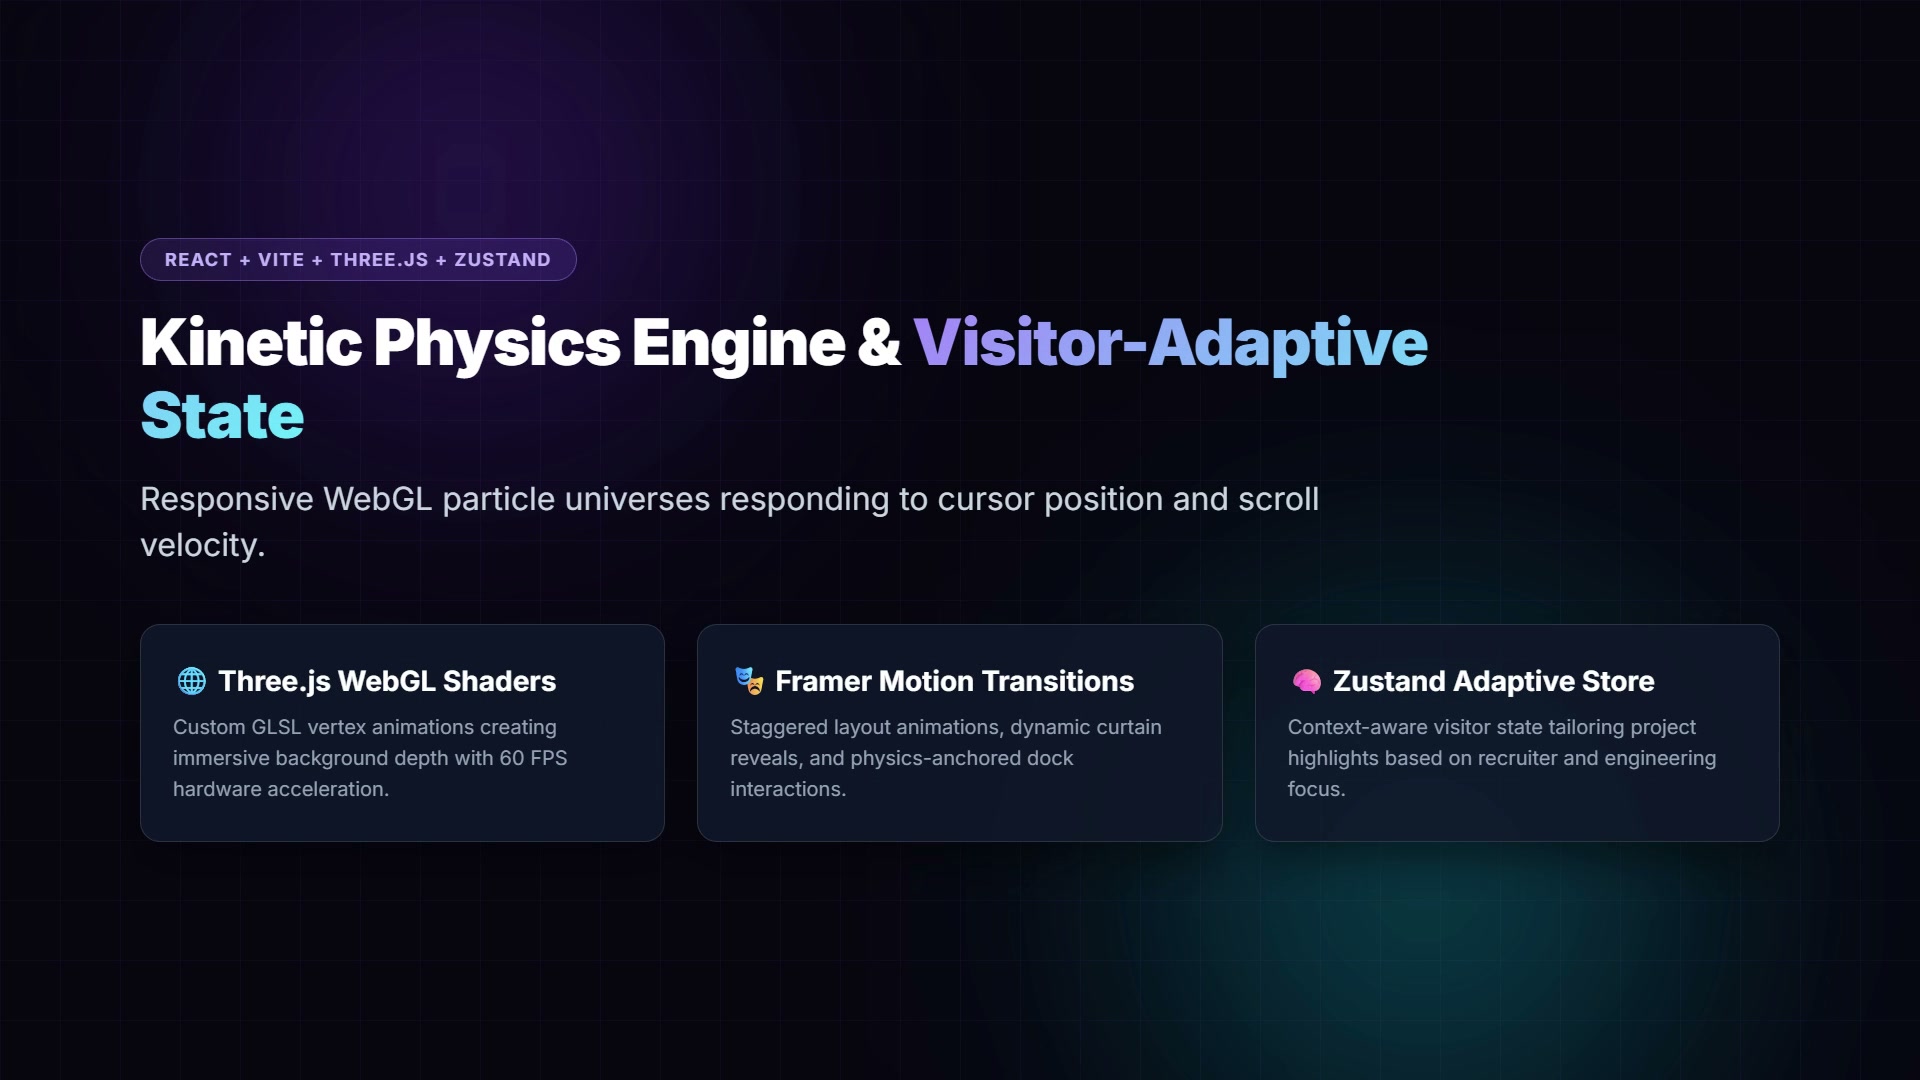 REACT + VITE + THREE.JS + ZUSTAND
Kinetic Physics Engine & Visitor-Adaptive
State
Responsive WebGL particle universes responding to cursor position and scroll
velocity.
Three.js WebGL Shaders
Custom GLSL vertex animations creating
immersive background depth with 60 FPS
hardware acceleration.
Framer Motion Transitions
Staggered layout animations, dynamic curtain
reveals, and physics-anchored dock
interactions.
Zustand Adaptive Store
Context-aware visitor state tailoring project
highlights based on recruiter and engineering
focus.